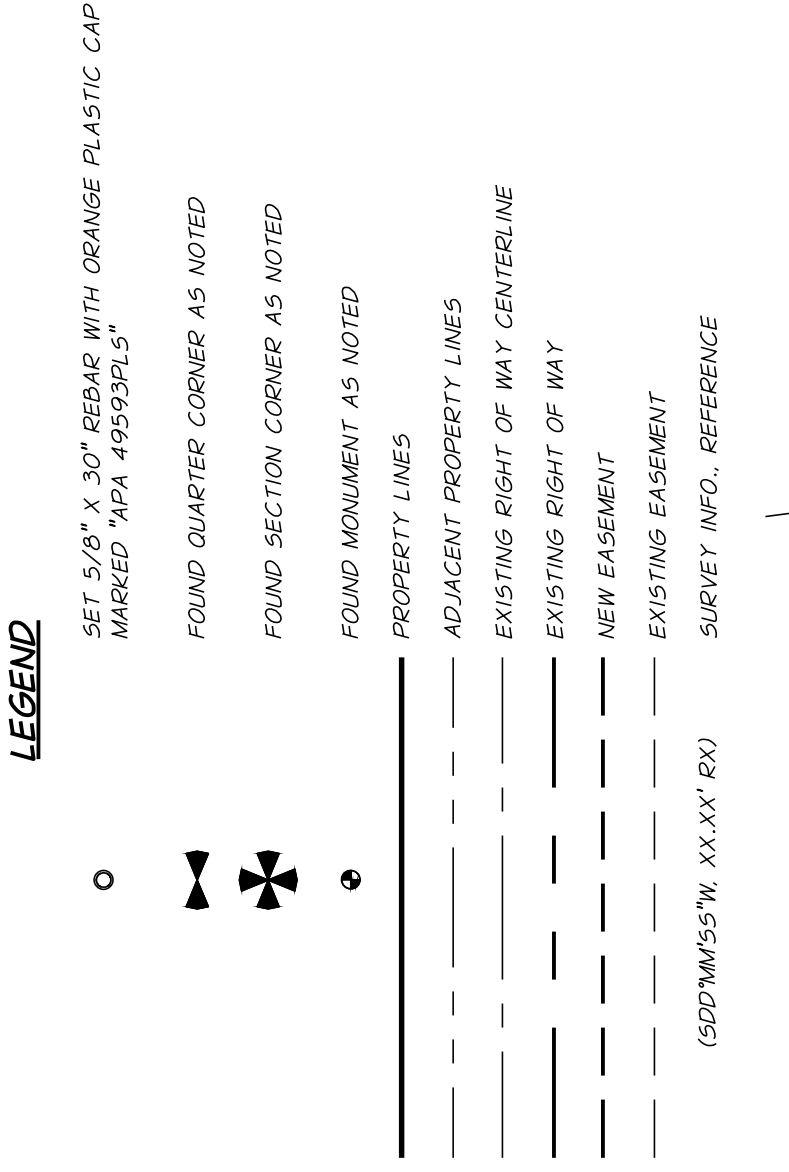 LEGEND
SET 5/8" X 30" REBAR WITH ORANGE PLASTIC CAP
MARKED "APA 49593PLS"
FOUND QUARTER CORNER AS NOTED
FOUND SECTION CORNER AS NOTED
FOUND MONUMENT AS NOTED
PROPERTY LINES
ADJACENT PROPERTY LINES
EXISTING RIGHT OF WAY CENTERLINE
EXISTING RIGHT OF WAY
NEW EASEMENT
EXISTING EASEMENT
(SDD°MM'SS"W, XX.XX' RX) SURVEY INFO., REFERENCE